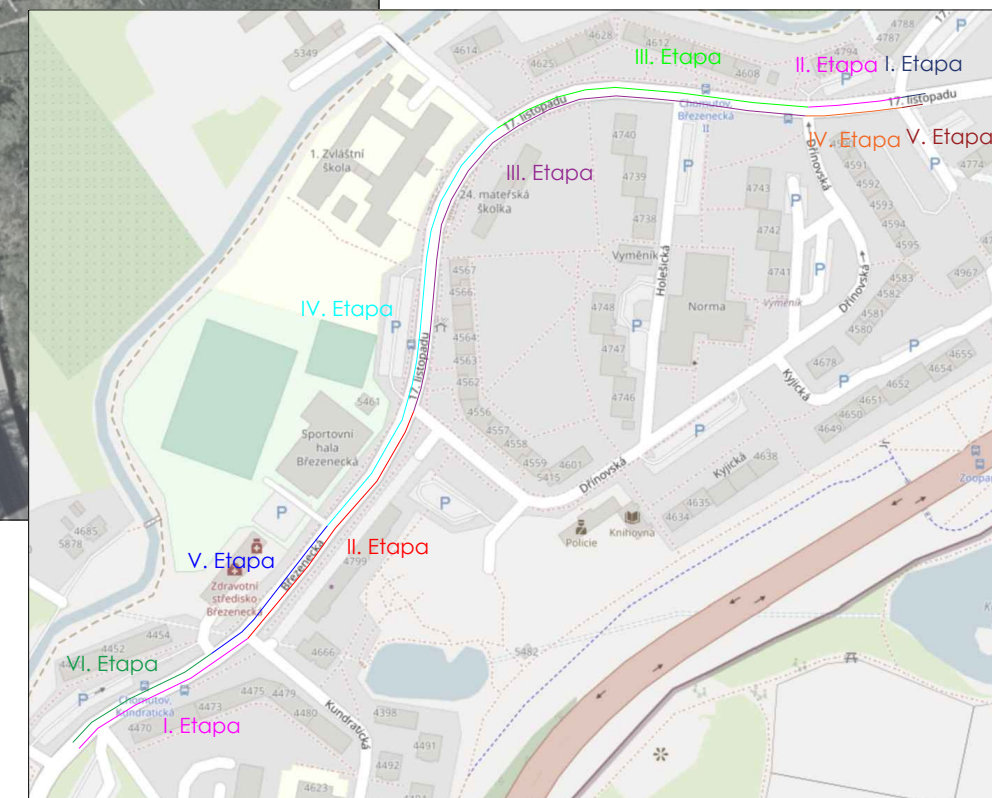 4788
4787
17.
P
5349
4614
4628
4625
4612
III. Etapa
4608
4794
II. Etapa
I. Etapa
P
17. listopadu
Chomutov,
Březenecká
II
17. listopadu
IV. Etapa
V. Etapa
Dřínovská
4591
4592
4593
4594
4595
P
4774
1. Zvláštní
škola
III. Etapa
24. mateřská
školka
4740
4739
4738
P
4743
4742
4741
P
P
Výměník
Výměník
Holešická
Norma
P
4748
4747
4746
Dřínovská
4583
4582
4581
4580
4967
4567
4566
4564
4563
4562
4556
4557
4558
4559
4601
5415
IV. Etapa
P
17. listopadu
5461
Sportovní
hala
Březenecká
P
P
Dřínovská
P
Kyjická
4678
P
P
4655
4654
4652
4651
4650
4649
Kyjická
4638
4635
4634
Policie
Knihovna
4685
5878
V. Etapa
Zdravotní
středisko
Březenecká
Březenecká
II. Etapa
4799
4454
4452
VI. Etapa
P
Chomutov,
Kundratická
4666
5482
4475
4479
4473
4480
4470
I. Etapa
Kundratická
4398
4491
4492
4623